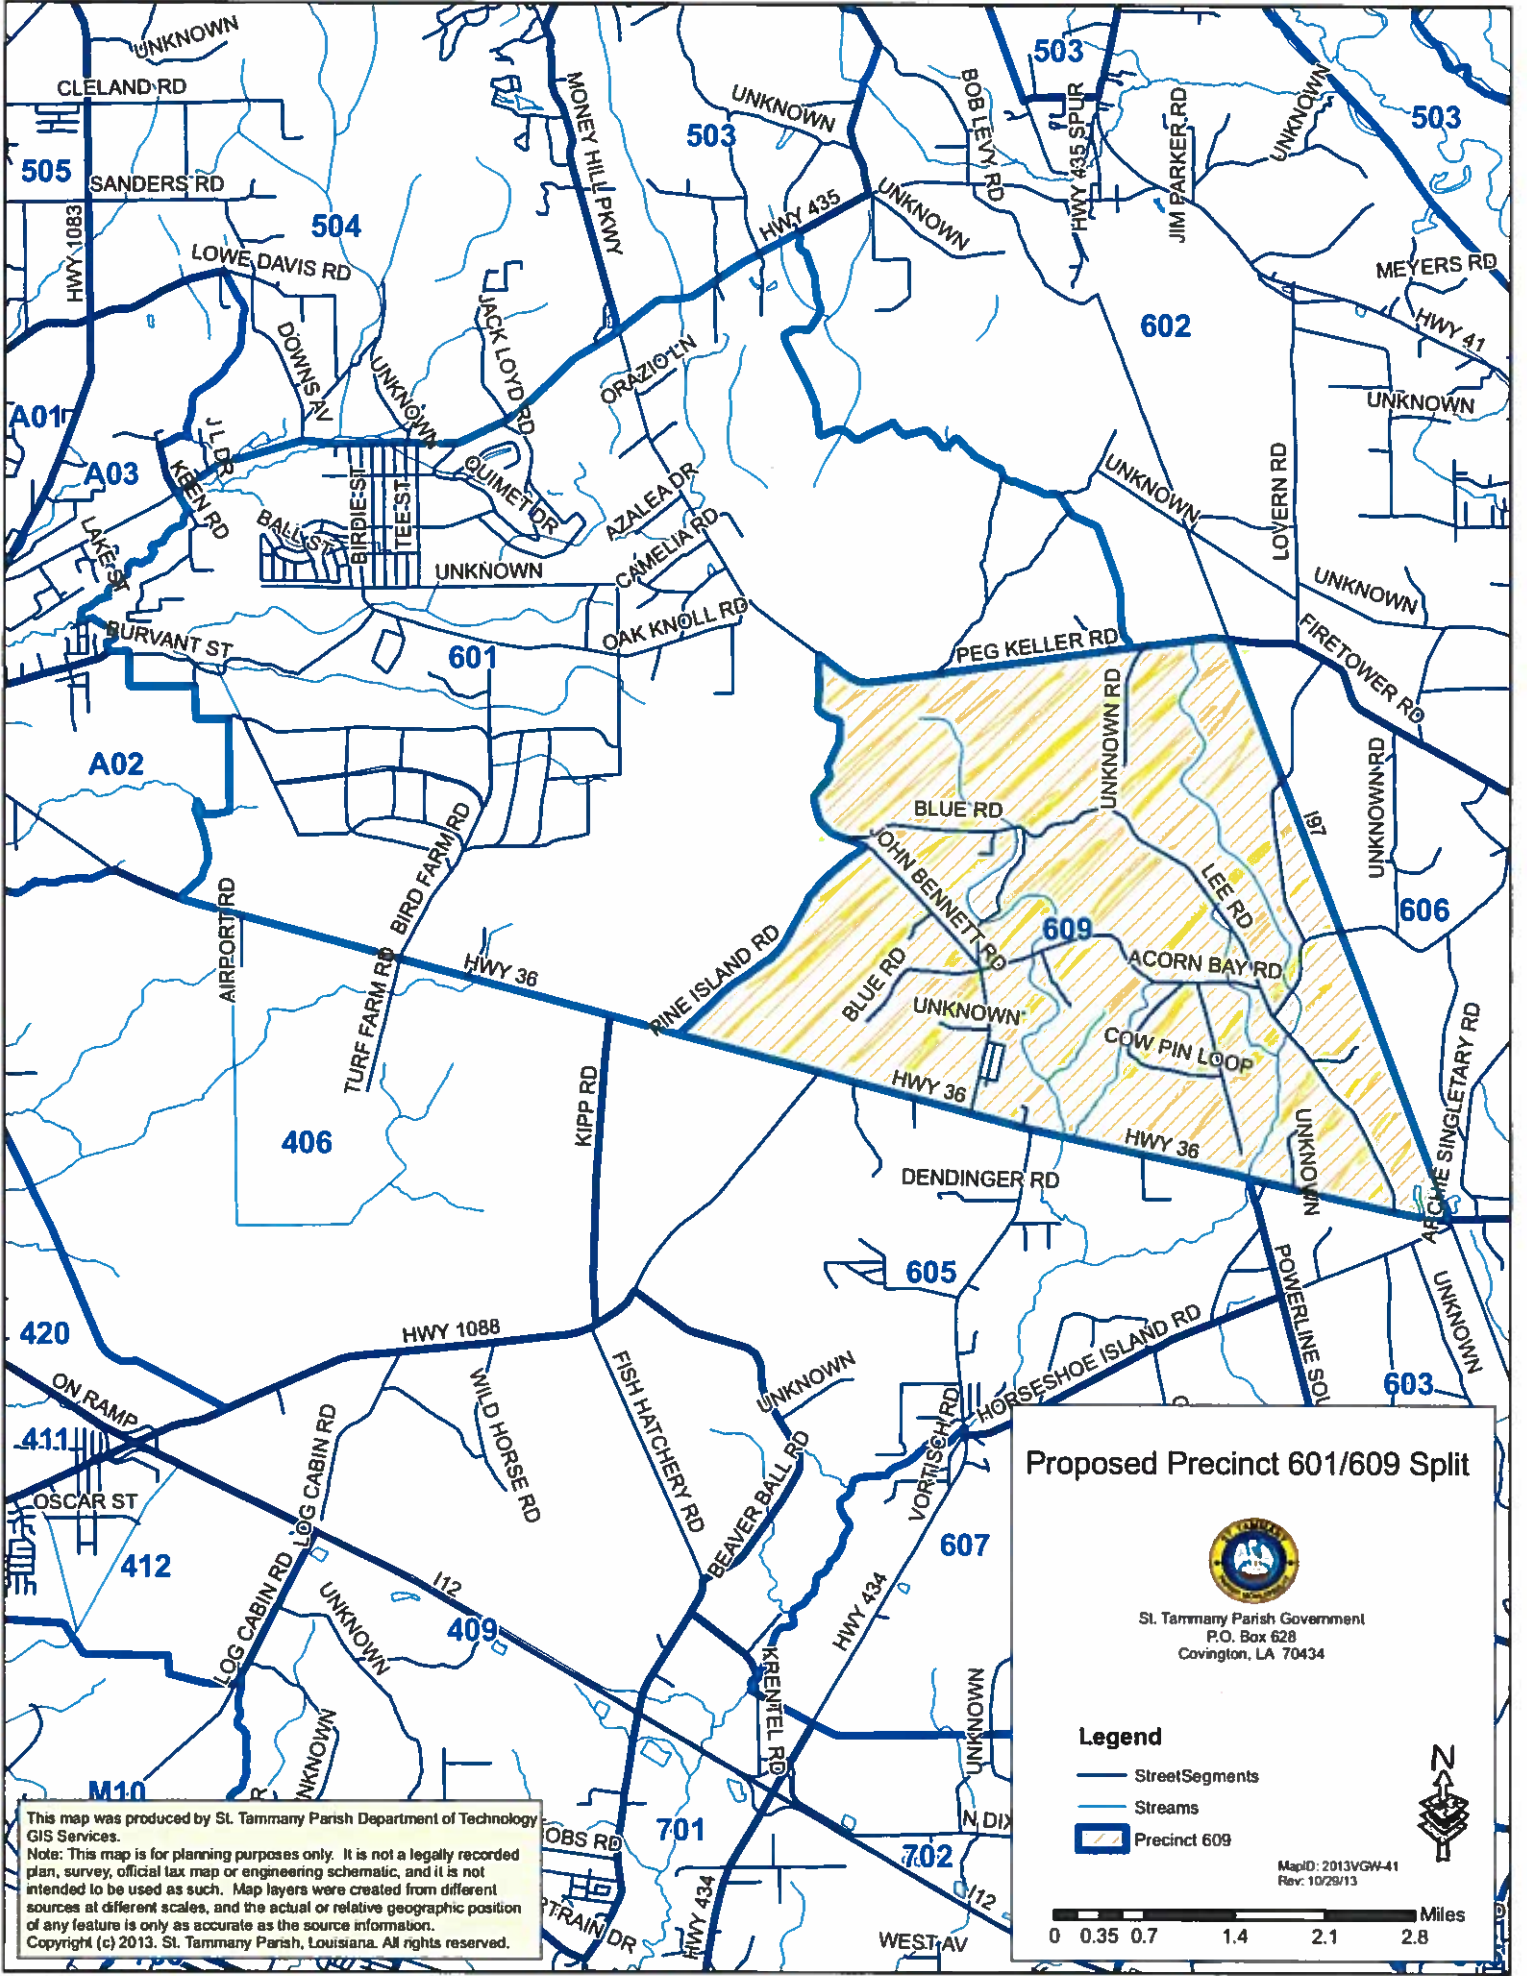 UNKNOWN
503
CLELAND RD
MONEY HILL PKWY
UNKNOWN
BOB LEVY RD
HWY 435 SPUR
JIM PARKER RD
UNKNOWN
503
503
505
SANDERS RD
504
HWY 1083
HWY 435
UNKNOWN
LOWE DAVIS RD
MEYERS RD
602
HWY 41
DOWNS AV
UNKNOWN
JACK LOYD RD
ORAZIO LN
UNKNOWN
A01
A03
J L DR
KEEN RD
QUIMET DR
AZALEA DR
UNKNOWN
LOVERN RD
LAKE ST
BALL ST
BIRDIE ST
TEE ST
UNKNOWN
CAMELIA RD
UNKNOWN
BURVANT ST
601
OAK KNOLL RD
PEG KELLER RD
FIRETOWER RD
UNKNOWN RD
A02
BLUE RD
I97
UNKNOWN RD
BIRD FARM RD
JOHN BENNETT RD
LEE RD
606
AIRPORT RD
609
HWY 36
PINE ISLAND RD
BLUE RD
ACORN BAY RD
UNKNOWN
TURF FARM RD
COW PIN LOOP
ARCHIE SINGLETARY RD
HWY 36
KIPP RD
406
HWY 36
UNKNOWN
DENDINGER RD
605
POWERLINE SOU
UNKNOWN
420
HWY 1088
HORSESHOE ISLAND RD
603
ON RAMP
FISH HATCHERY RD
WILD HORSE RD
UNKNOWN
VORTISCH RD
411
LOG CABIN RD
BEAVER BALL RD
OSCAR ST
412
607
I12
LOG CABIN RD
UNKNOWN
409
HWY 434
KRENTEL RD
UNKNOWN
UNKNOWN
M10
R
701
702
N DIX
OBS RD
I12
TRAIN DR
HWY 434
WEST AV
Proposed Precinct 601/609 Split
ST. TAMMANY
St. Tammany Parish Government
P.O. Box 628
Covington, LA 70434
Legend
StreetSegments
Streams
Precinct 609
N
MapID: 2013VGW-41
Rev: 10/29/13
Miles
0 0.35 0.7 1.4 2.1 2.8
This map was produced by St. Tammany Parish Department of Technology
GIS Services.
Note: This map is for planning purposes only. It is not a legally recorded
plan, survey, official tax map or engineering schematic, and it is not
intended to be used as such. Map layers were created from different
sources at different scales, and the actual or relative geographic position
of any feature is only as accurate as the source information.
Copyright (c) 2013. St. Tammany Parish, Louisiana. All rights reserved.